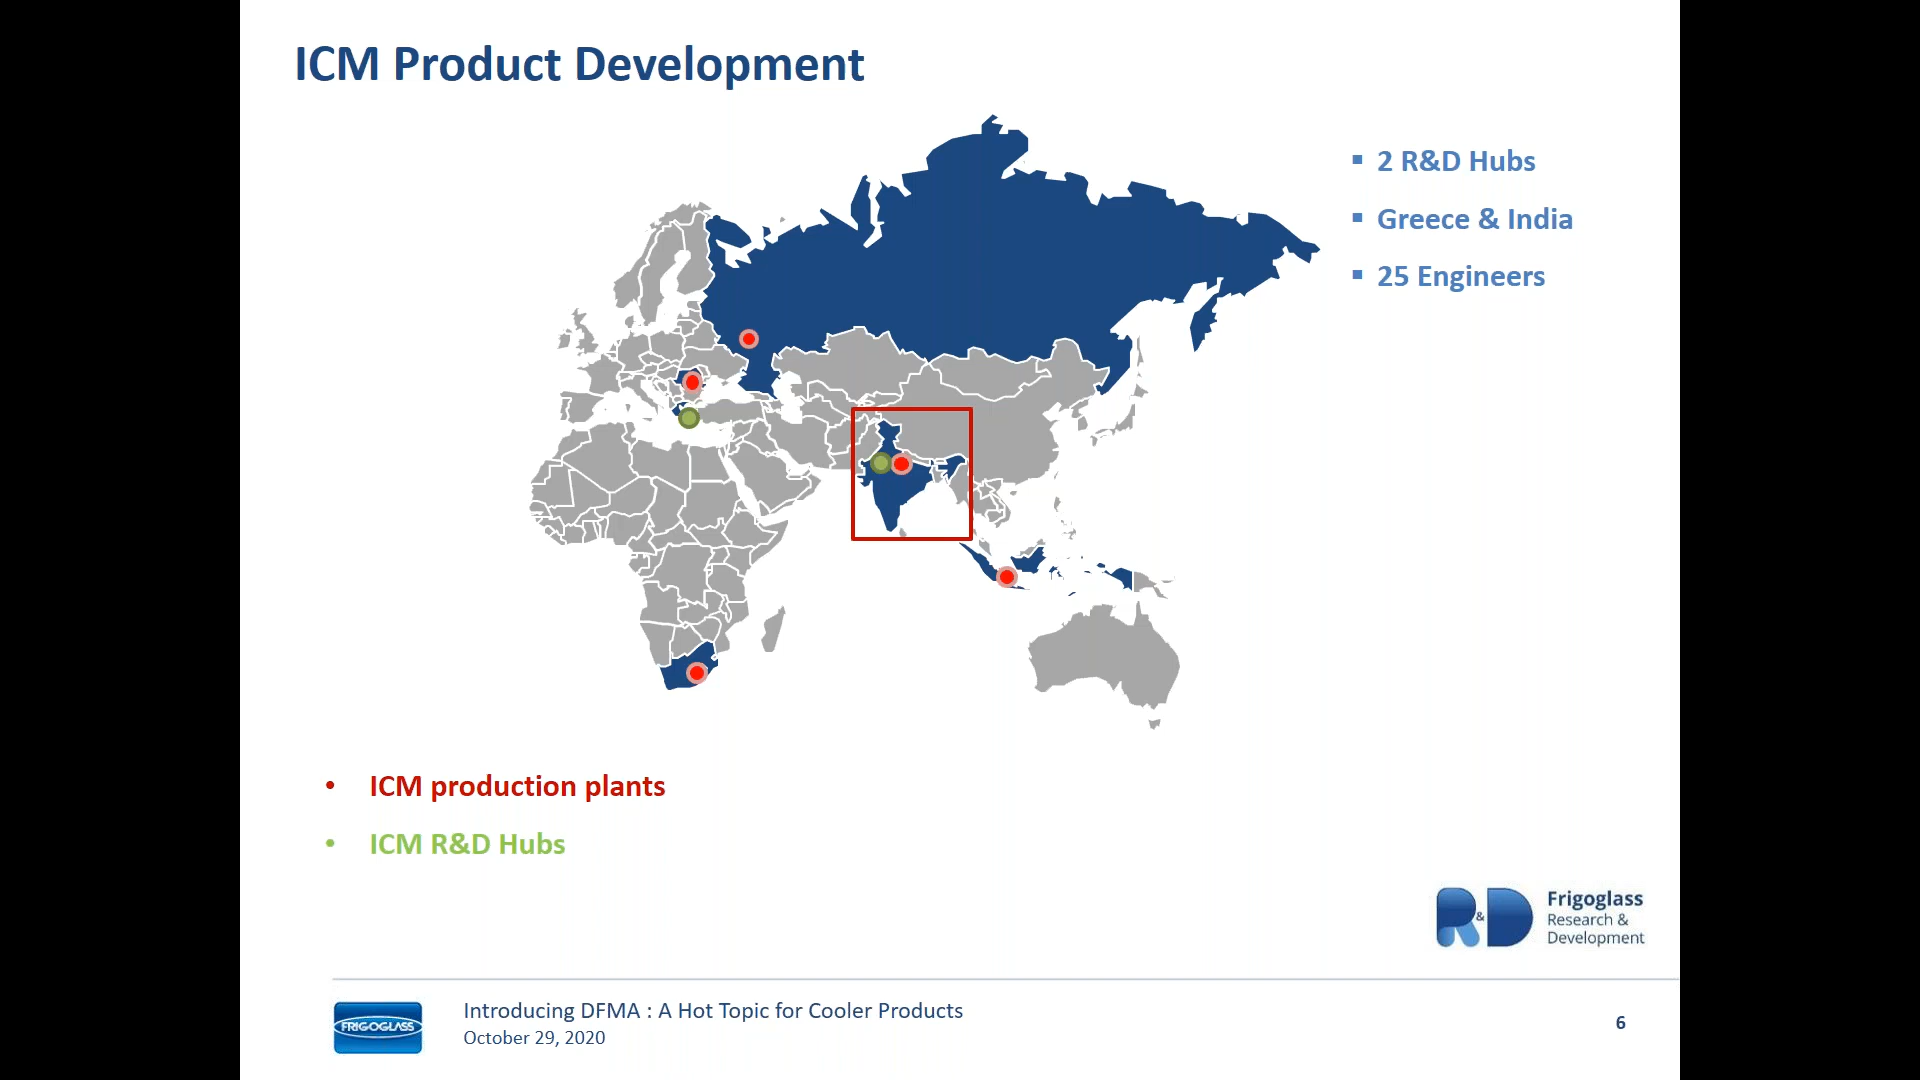 ICM Product Development
▪ 2 R&D Hubs
▪ Greece & India
▪ 25 Engineers
• ICM production plants
• ICM R&D Hubs
R&D
Frigoglass
Research &
Development
FRIGOGLASS
Introducing DFMA : A Hot Topic for Cooler Products
October 29, 2020
6